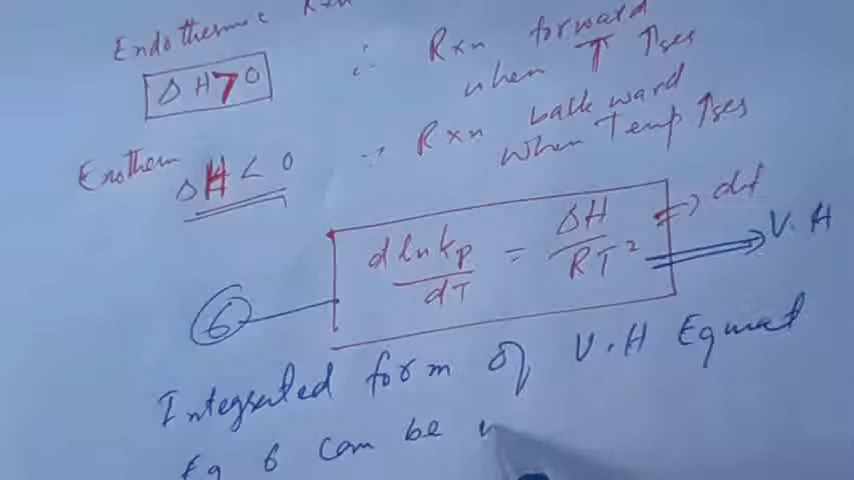 Endothermic Rxn
ΔH>0 ∴ Rxn forward
when T ↑ses
Exotherm ΔH<0 ∵ Rxn backward
when Temp ↑ses
d ln Kp / dT = ΔH / RT² ⇒ V.H
6
Integrated form of V.H Equat
Eq 6 can be